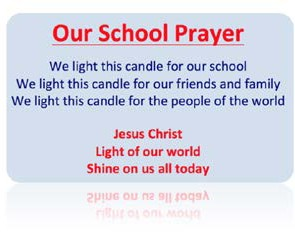 Our School Prayer
We light this candle for our school
We light this candle for our friends and family
We light this candle for the people of the world
Jesus Christ
Light of our world
Shine on us all today